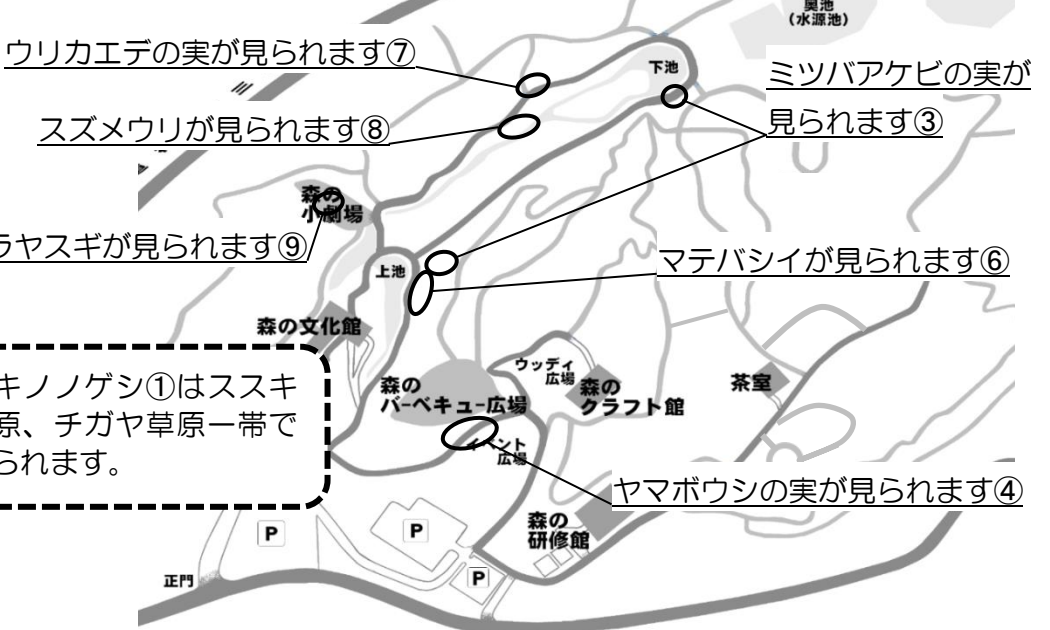 奥池
(水源池)
ウリカエデの実が見られます⑦
下池
ミツバアケビの実が
見られます③
スズメウリが見られます⑧
森の
小劇場
ラヤスギが見られます⑨
上池
マテバシイが見られます⑥
森の文化館
キノノゲシ①はススキ
原、チガヤ草原一帯で
られます。
森の
バーベキュー広場
ウッディ
広場
森の
クラフト館
茶室
イベント
広場
ヤマボウシの実が見られます④
森の
研修館
P
P
P
正門